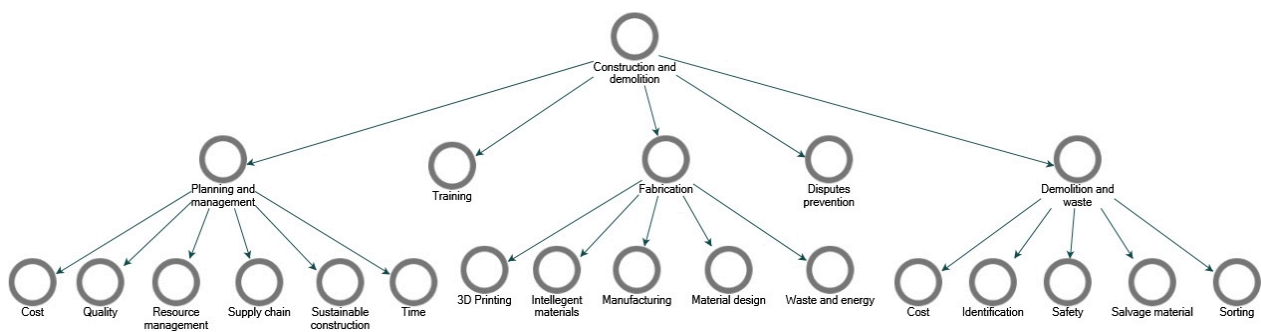 Construction and
demolition
Planning and
management
Training
Fabrication
Disputes
prevention
Demolition and
waste
Cost
Quality
Resource
management
Supply chain
Sustainable
construction
Time
3D Printing
Intellegent
materials
Manufacturing
Material design
Waste and energy
Cost
Identification
Safety
Salvage material
Sorting